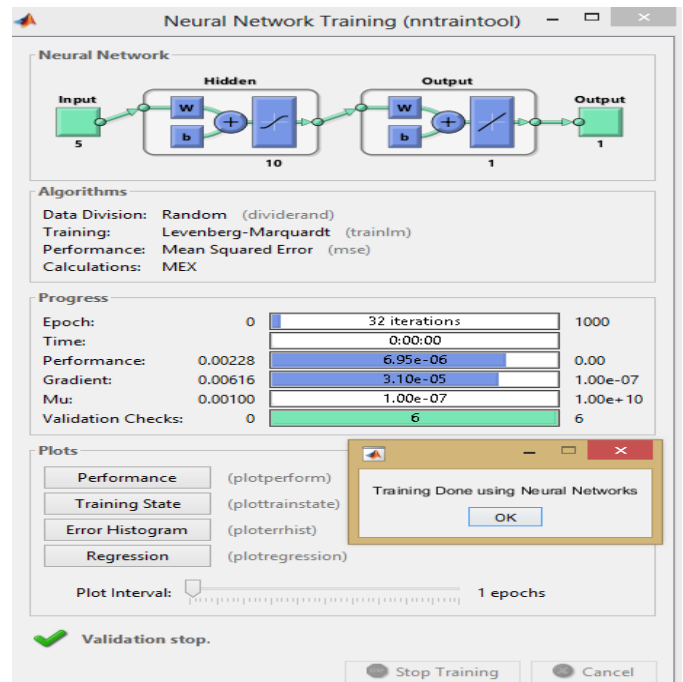 Neural Network Training (nntraintool)
Neural Network
Hidden
Output
Input
W
b
+
W
b
+
Output
5
10
1
1
Algorithms
Data Division: Random (dividerand)
Training: Levenberg-Marquardt (trainlm)
Performance: Mean Squared Error (mse)
Calculations: MEX
Progress
Epoch: 0 32 iterations 1000
Time: 0:00:00
Performance: 0.00228 6.95e-06 0.00
Gradient: 0.00616 3.10e-05 1.00e-07
Mu: 0.00100 1.00e-07 1.00e+10
Validation Checks: 0 6 6
Plots
Performance (plotperform)
Training State (plottrainstate)
Error Histogram (ploterrhist)
Regression (plotregression)
Training Done using Neural Networks
OK
Plot Interval: 1 epochs
Validation stop.
Stop Training Cancel